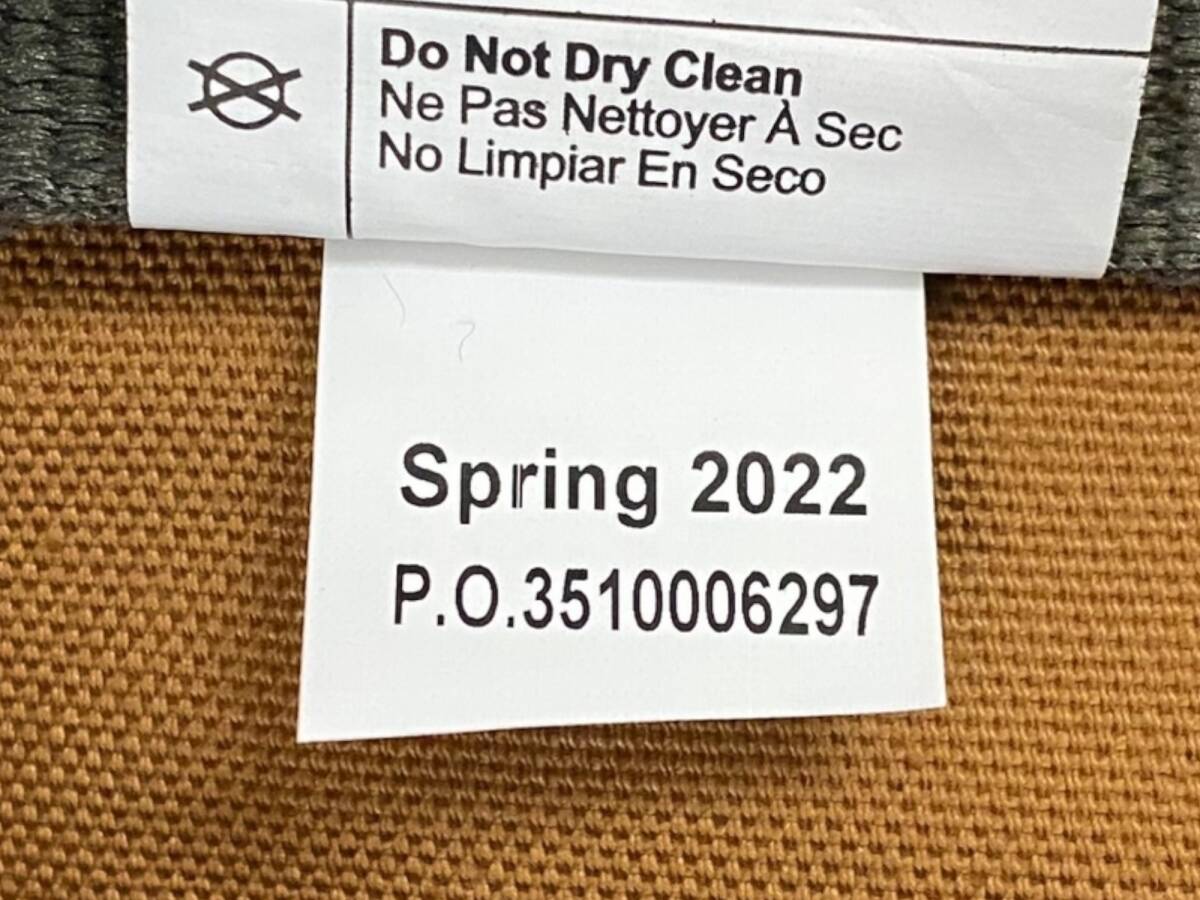 Do Not Dry Clean
Ne Pas Nettoyer À Sec
No Limpiar En Seco
Spring 2022
P.O.3510006297